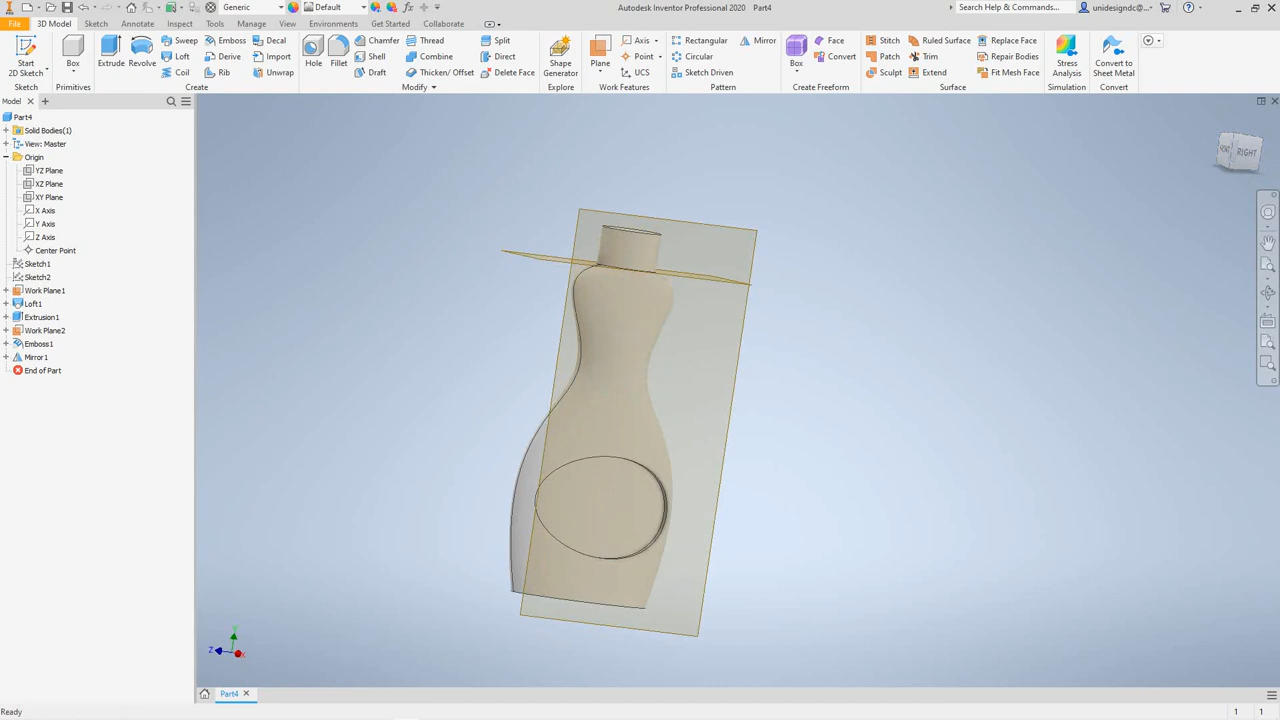 Generic
Default
Autodesk Inventor Professional 2020 Part4
Search Help & Commands...
unidesigndc@...
File 3D Model Sketch Annotate Inspect Tools Manage View Environments Get Started Collaborate
Start
2D Sketch
Sketch
Box
Primitives
Extrude
Revolve
Sweep
Loft
Coil
Emboss
Derive
Rib
Decal
Import
Unwrap
Create
Hole
Fillet
Chamfer
Shell
Draft
Thread
Combine
Thicken/ Offset
Split
Direct
Delete Face
Modify
Shape
Generator
Explore
Plane
Axis
Point
UCS
Work Features
Rectangular
Circular
Sketch Driven
Mirror
Pattern
Box
Face
Convert
Create Freeform
Stitch
Patch
Sculpt
Ruled Surface
Trim
Extend
Replace Face
Repair Bodies
Fit Mesh Face
Surface
Stress
Analysis
Simulation
Convert to
Sheet Metal
Convert
Model
Part4
Solid Bodies(1)
View: Master
Origin
YZ Plane
XZ Plane
XY Plane
X Axis
Y Axis
Z Axis
Center Point
Sketch1
Sketch2
Work Plane1
Loft1
Extrusion1
Work Plane2
Emboss1
Mirror1
End of Part
FRONT
RIGHT
Y
Z
X
Part4
Ready
1 1